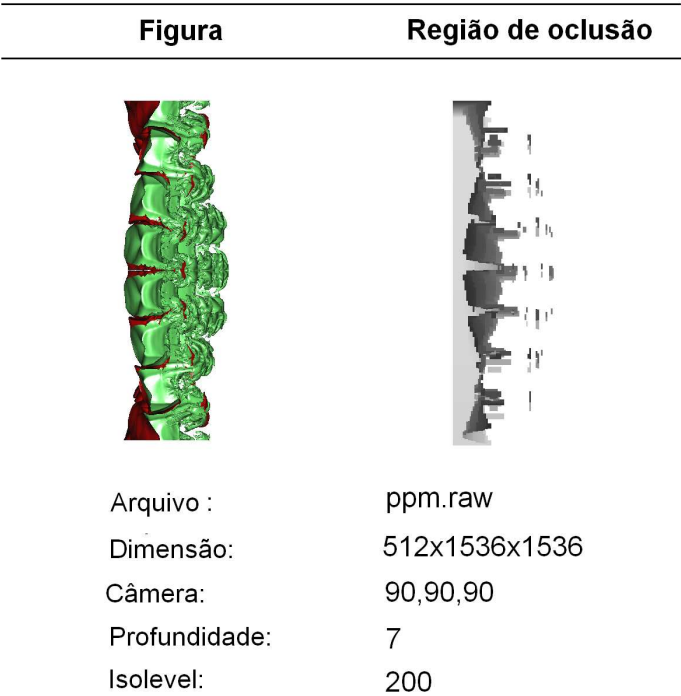 Figura Região de oclusão
Arquivo : ppm.raw
Dimensão: 512x1536x1536
Câmera: 90,90,90
Profundidade: 7
Isolevel: 200